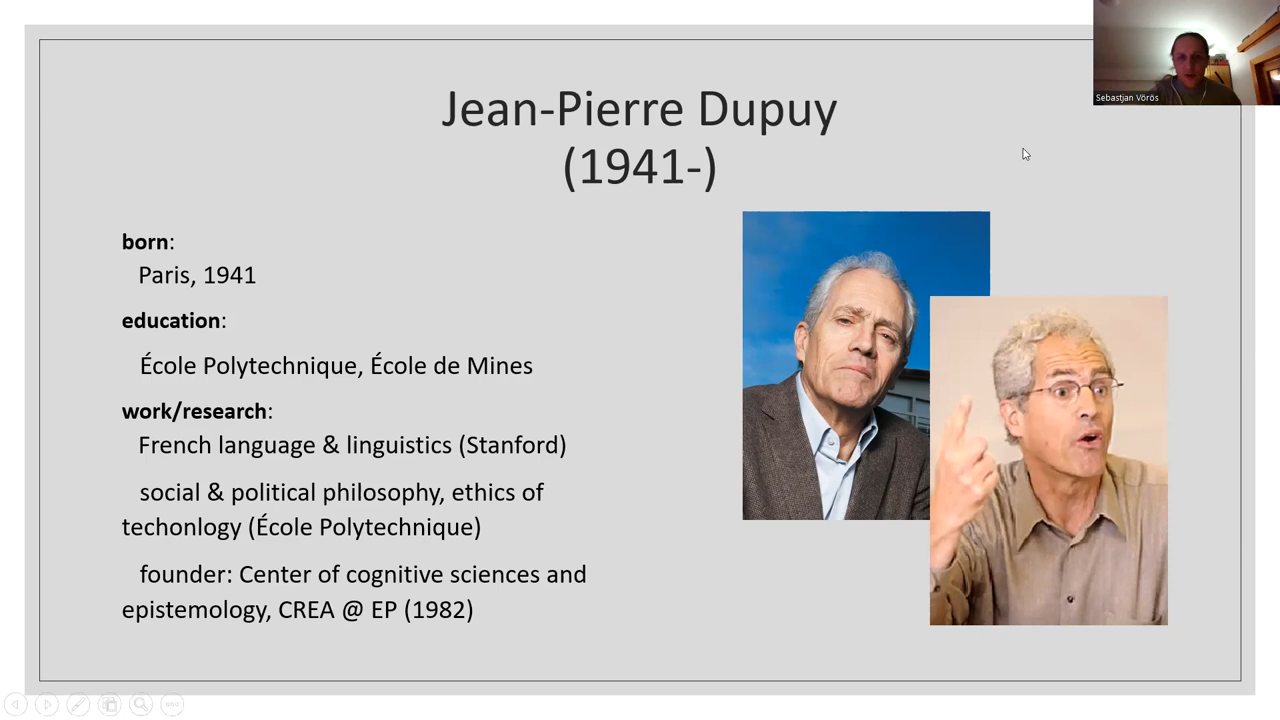 Sebastjan Vörös
Jean-Pierre Dupuy
(1941-)
born:
Paris, 1941
education:
École Polytechnique, École de Mines
work/research:
French language & linguistics (Stanford)
social & political philosophy, ethics of
techonlogy (École Polytechnique)
founder: Center of cognitive sciences and
epistemology, CREA @ EP (1982)